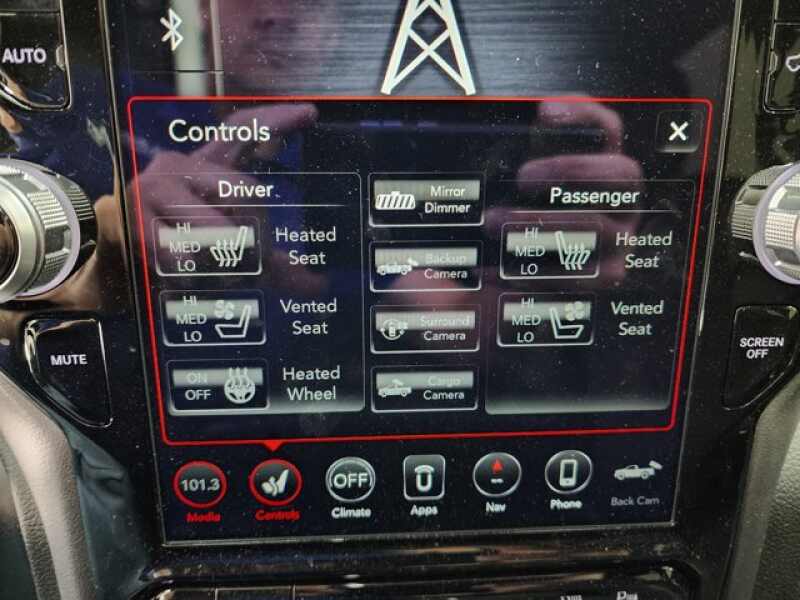 AUTO
Controls
X
Driver
HI
MED
LO
Heated
Seat
HI
MED
LO
Vented
Seat
ON
OFF
Heated
Wheel
Mirror
Dimmer
Backup
Camera
Surround
Camera
Cargo
Camera
Passenger
HI
MED
LO
Heated
Seat
HI
MED
LO
Vented
Seat
MUTE
SCREEN
OFF
101.3
Media
Controls
OFF
Climate
Apps
Nav
Phone
Back Cam